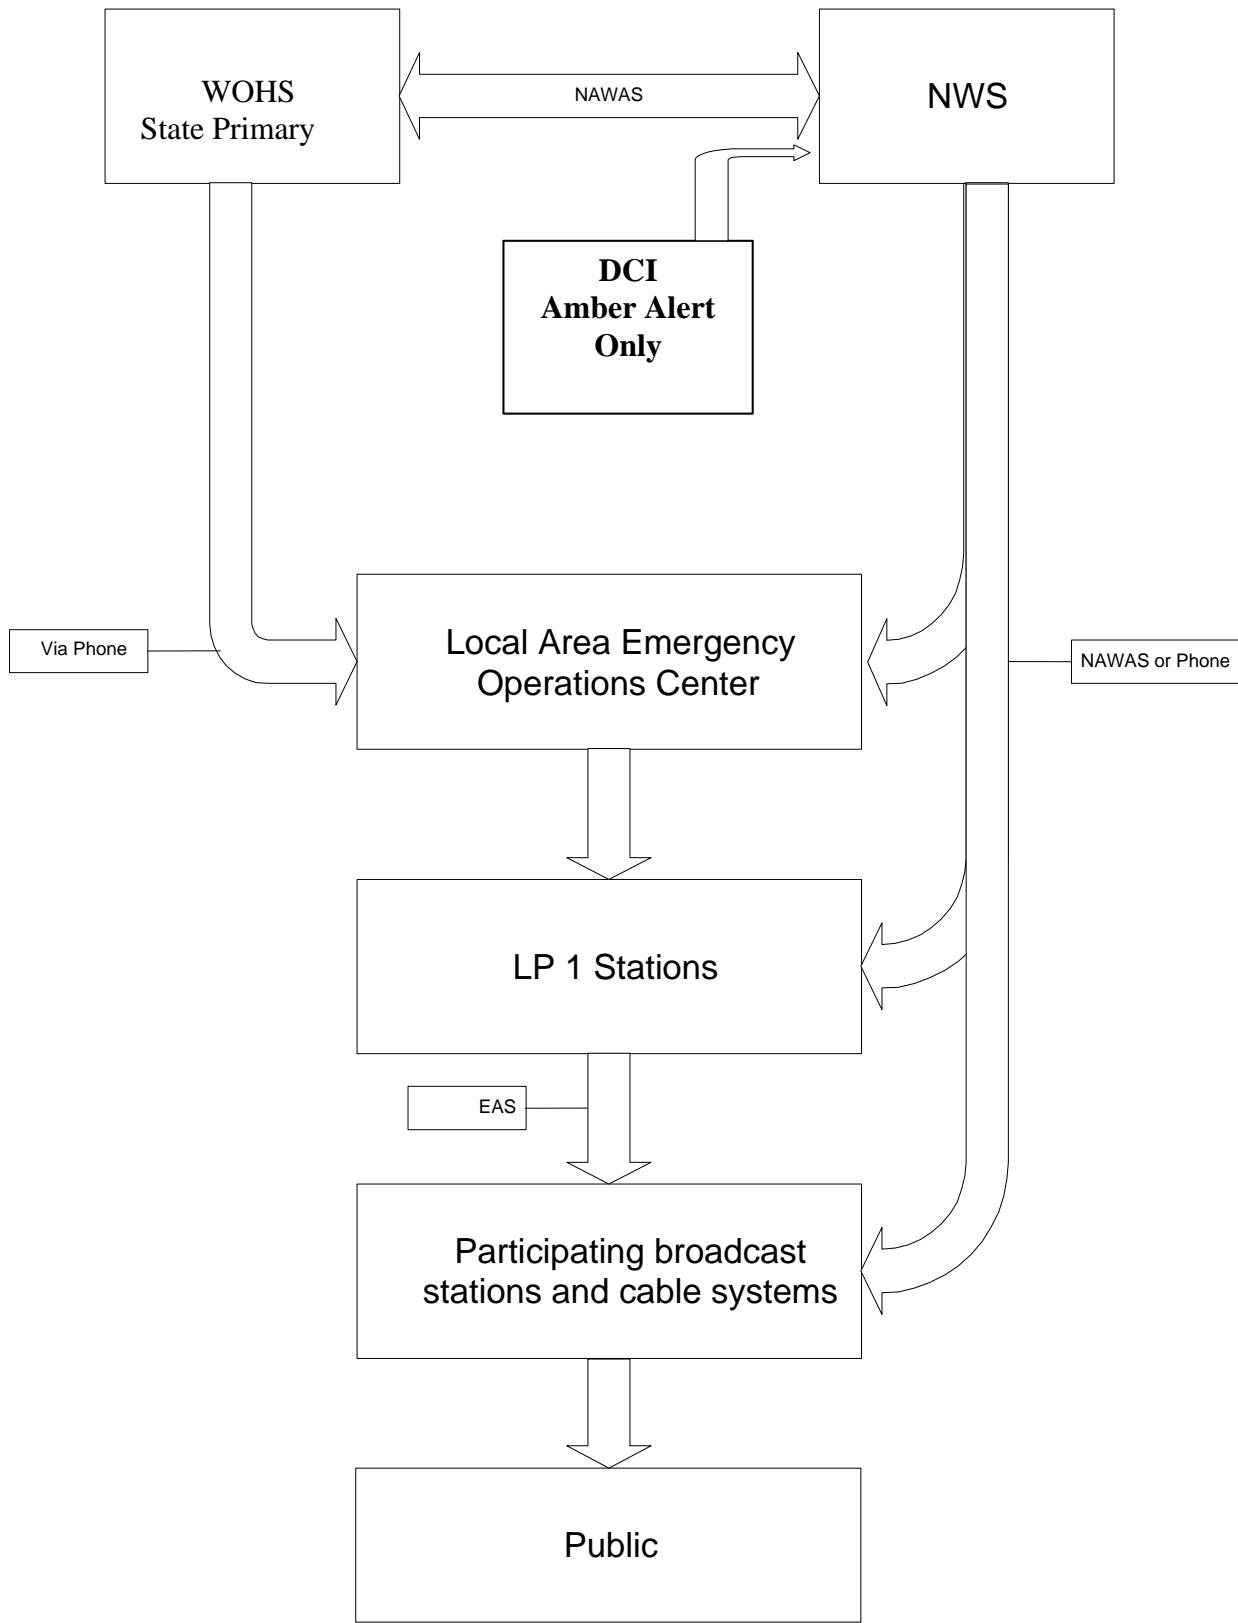 WOHS
State Primary
NAWAS
NWS
DCI
Amber Alert
Only
Local Area Emergency
Operations Center
Via Phone
NAWAS or Phone
LP 1 Stations
EAS
Participating broadcast
stations and cable systems
Public